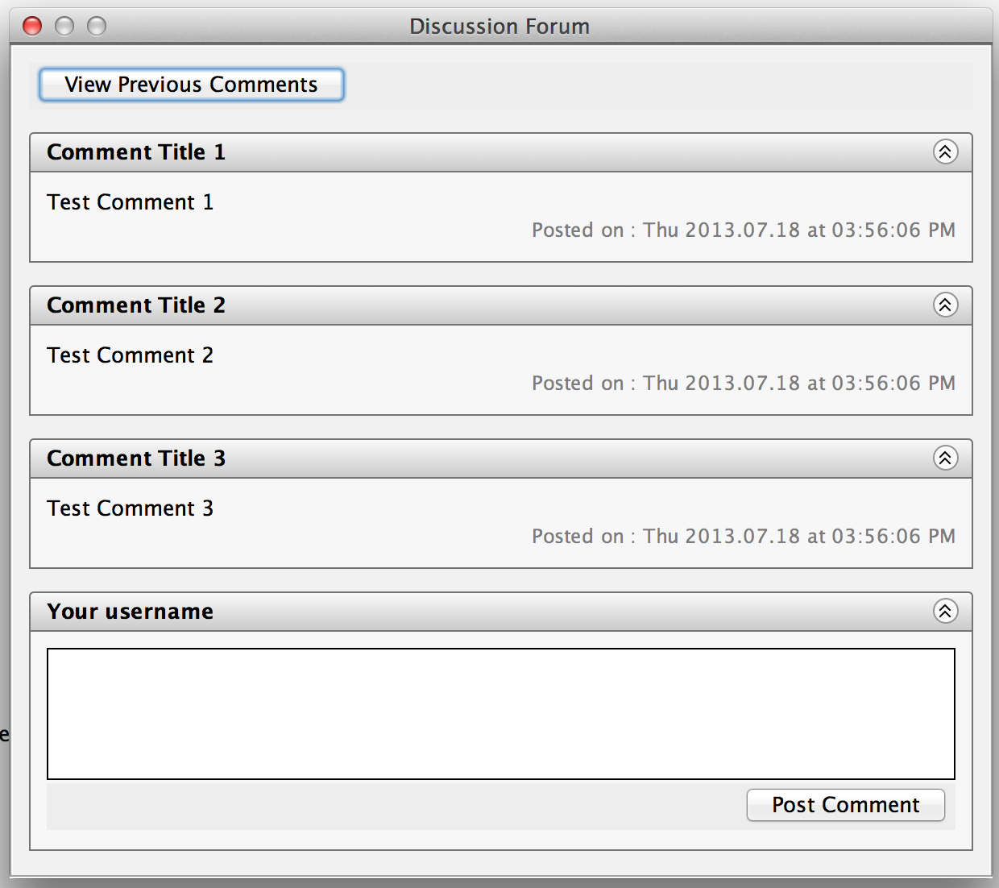 Discussion Forum
View Previous Comments
Comment Title 1
Test Comment 1
Posted on : Thu 2013.07.18 at 03:56:06 PM
Comment Title 2
Test Comment 2
Posted on : Thu 2013.07.18 at 03:56:06 PM
Comment Title 3
Test Comment 3
Posted on : Thu 2013.07.18 at 03:56:06 PM
Your username
e
Post Comment